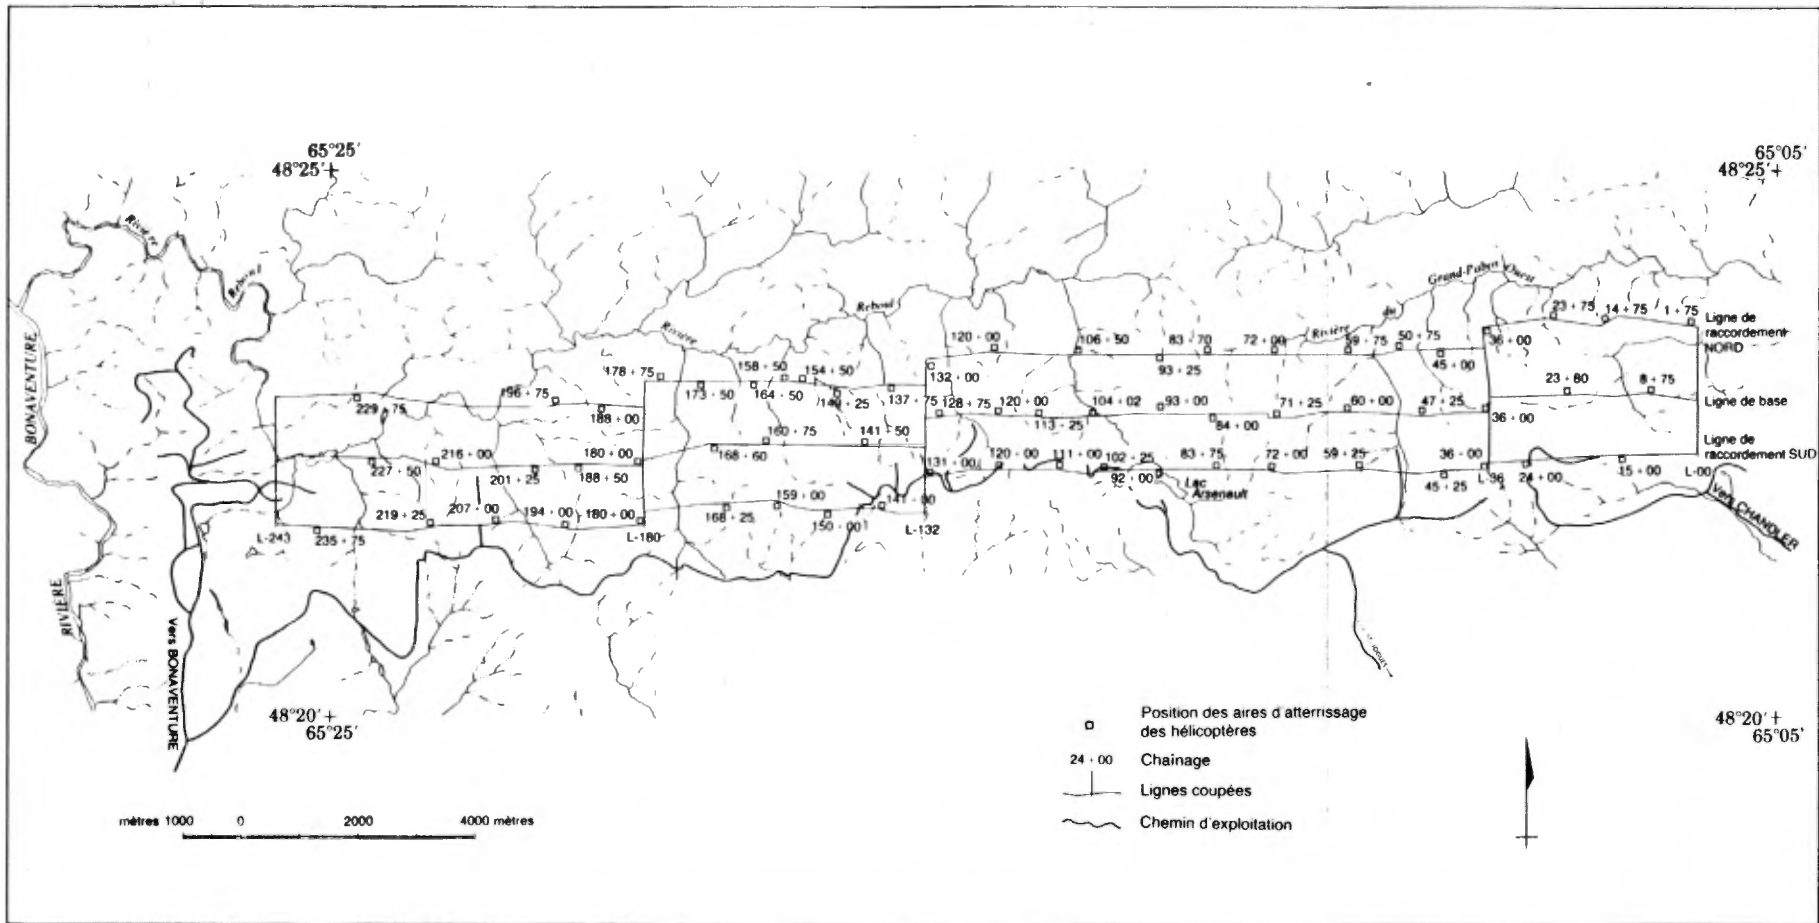 65°25'
48°25'+
65°05'
48°25'+
Rivière
Reboul
BONAVENTURE
RIVIÈRE
Rivière
Reboul
Rivière
du
Grand-Pabos
Ouest
23 + 75
14 + 75
1 + 75
Ligne de
raccordement
NORD
120 + 00
106 + 50
83 + 70
72 + 00
59 + 75
50 + 75
36 + 00
93 + 25
45 + 00
132 + 00
178 + 75
158 + 50
154 + 50
173 + 50
164 + 50
149 + 25
137 + 75
196 + 75
229 + 75
188 + 00
23 + 80
8 + 75
Ligne de base
128 + 75
120 + 00
104 + 02
93 + 00
71 + 25
60 + 00
47 + 25
36 + 00
113 + 25
84 + 00
160 + 75
141 + 50
168 + 60
216 + 00
180 + 00
227 + 50
201 + 25
188 + 50
Ligne de
raccordement SUD
131 + 00
120 + 00
111 + 00
102 + 25
83 + 75
72 + 00
59 + 25
36 + 00
92 + 00
45 + 25
L-36
24 + 00
15 + 00
L-00
Lac
Arsenault
159 + 00
141 + 00
168 + 25
150 + 00
L-132
219 + 25
207 + 00
194 + 00
180 + 00
L-243
235 + 75
L-180
Vers CHANDLER
Vers BONAVENTURE
48°20'+
65°25'
48°20'+
65°05'
Position des aires d'atterrissage
des hélicoptères
24 + 00
Chaînage
Lignes coupées
Chemin d'exploitation
mètres 1000
0
2000
4000 mètres